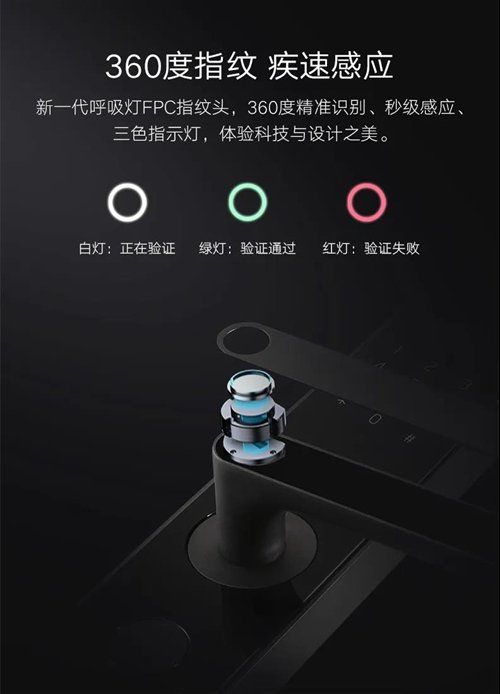 360度指纹 疾速感应
新一代呼吸灯FPC指纹头，360度精准识别、秒级感应、
三色指示灯，体验科技与设计之美。
白灯：正在验证 绿灯：验证通过 红灯：验证失败
* 0 #